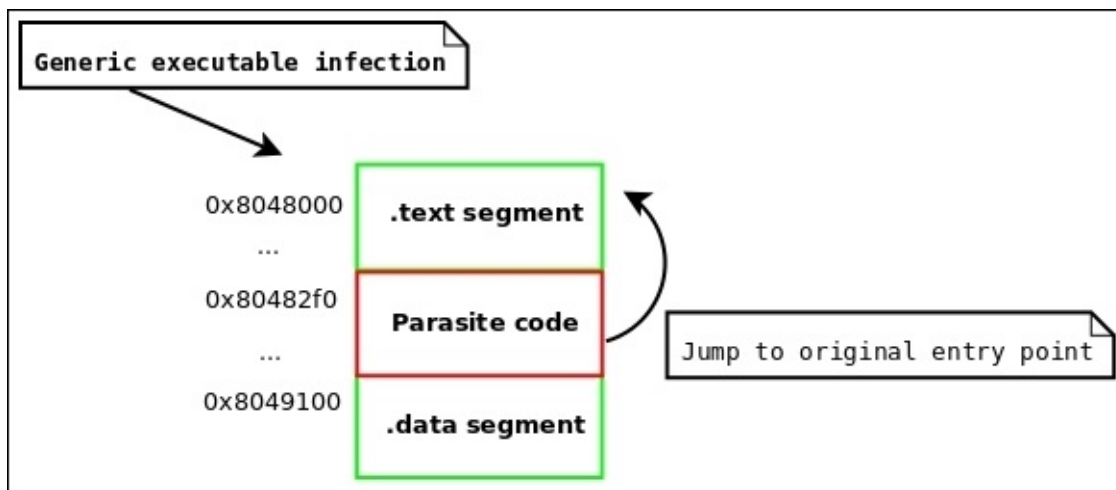 Generic executable infection
0x8048000
.text segment
...
0x80482f0
Parasite code
...
Jump to original entry point
0x8049100
.data segment